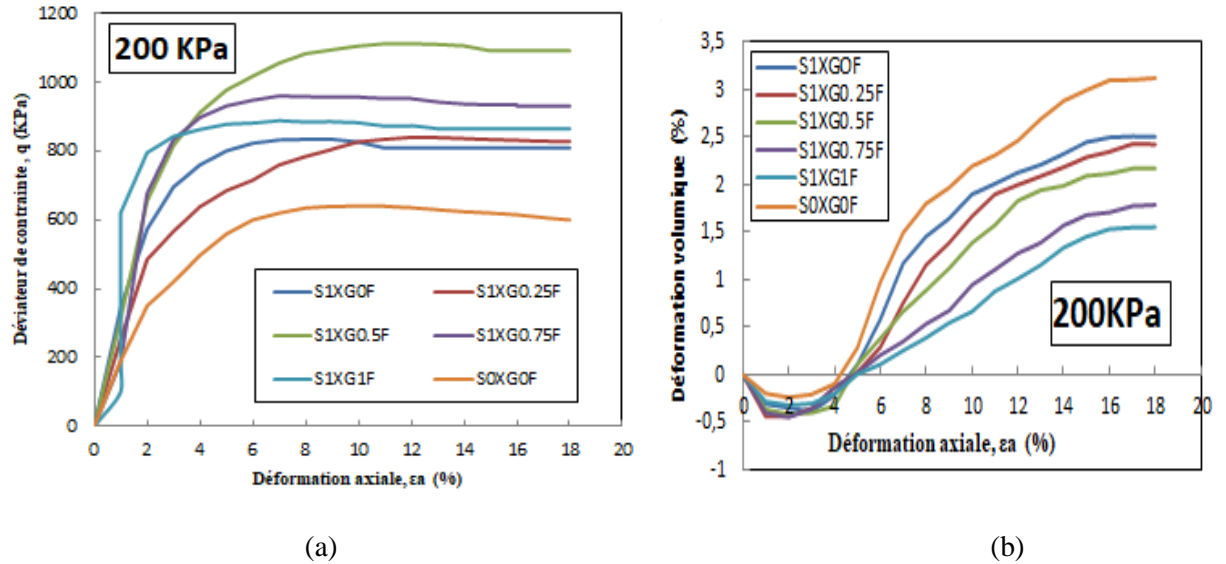 200 KPa
Déviateur de contrainte , q (KPa)
1200
1000
800
600
400
200
0
S1XG0F
S1XG0.25F
S1XG0.5F
S1XG0.75F
S1XG1F
S0XG0F
0 2 4 6 8 10 12 14 16 18 20
Déformation axiale, εa (%)
(a)
Déformation volumique (%)
3,5
3
2,5
2
1,5
1
0,5
0
-0,5
-1
S1XG0F
S1XG0.25F
S1XG0.5F
S1XG0.75F
S1XG1F
S0XG0F
200KPa
0 2 4 6 8 10 12 14 16 18 20
Déformation axiale, εa (%)
(b)